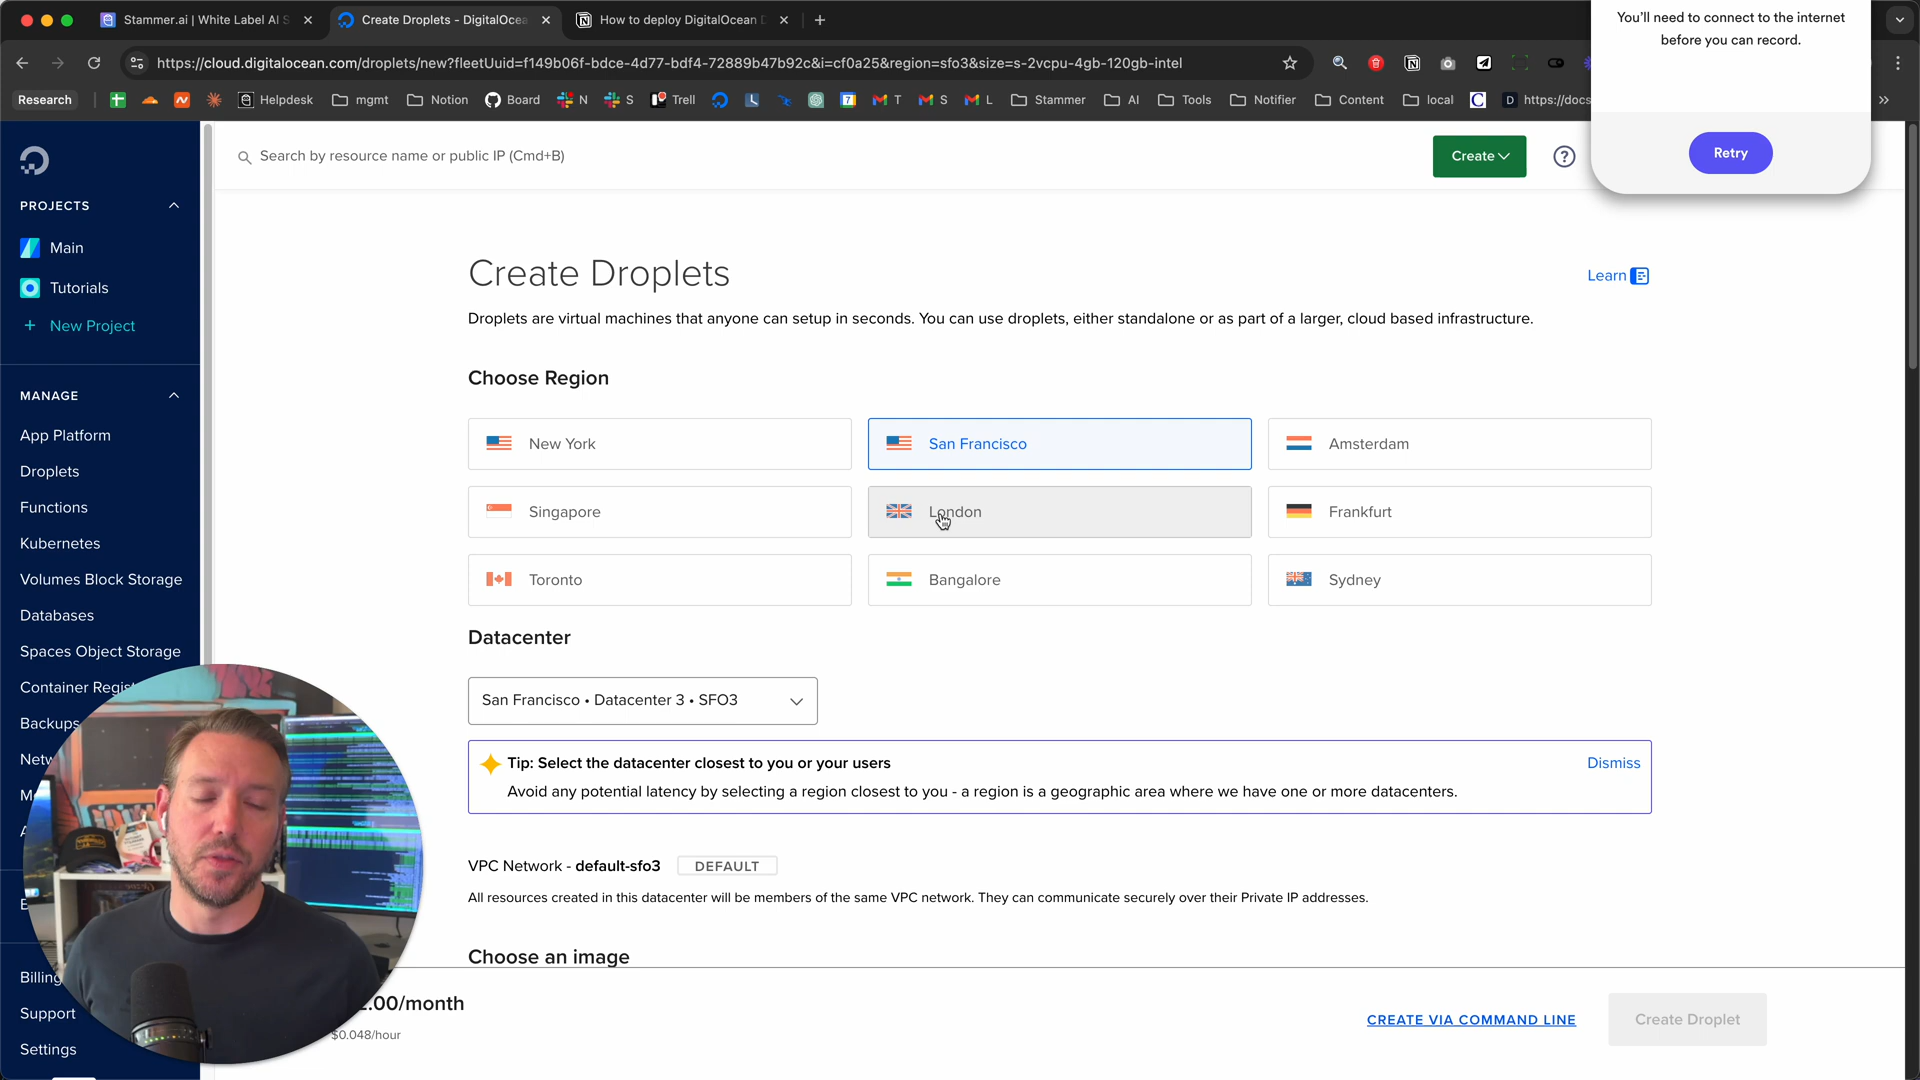 Stammer.ai | White Label AI S
Create Droplets - DigitalOcea
How to deploy DigitalOcean D
https://cloud.digitalocean.com/droplets/new?fleetUuid=f149b06f-bdce-4d77-bdf4-72889b47b92c&i=cf0a25&region=sfo3&size=s-2vcpu-4gb-120gb-intel
Research
Helpdesk
mgmt
Notion
Board
N
S
Trell
7
T
S
L
Stammer
AI
Tools
Notifier
Content
local
C
D
https://docs
You'll need to connect to the internet
before you can record.
Retry
Search by resource name or public IP (Cmd+B)
Create
?
PROJECTS
Main
Tutorials
+ New Project
MANAGE
App Platform
Droplets
Functions
Kubernetes
Volumes Block Storage
Databases
Spaces Object Storage
Container Regist
Backups
Netw
M
A
Billing
Support
Settings
Create Droplets
Learn
Droplets are virtual machines that anyone can setup in seconds. You can use droplets, either standalone or as part of a larger, cloud based infrastructure.
Choose Region
New York
San Francisco
Amsterdam
Singapore
London
Frankfurt
Toronto
Bangalore
Sydney
Datacenter
San Francisco • Datacenter 3 • SFO3
Tip: Select the datacenter closest to you or your users
Dismiss
Avoid any potential latency by selecting a region closest to you - a region is a geographic area where we have one or more datacenters.
VPC Network - default-sfo3 DEFAULT
All resources created in this datacenter will be members of the same VPC network. They can communicate securely over their Private IP addresses.
Choose an image
.00/month
$0.048/hour
CREATE VIA COMMAND LINE
Create Droplet